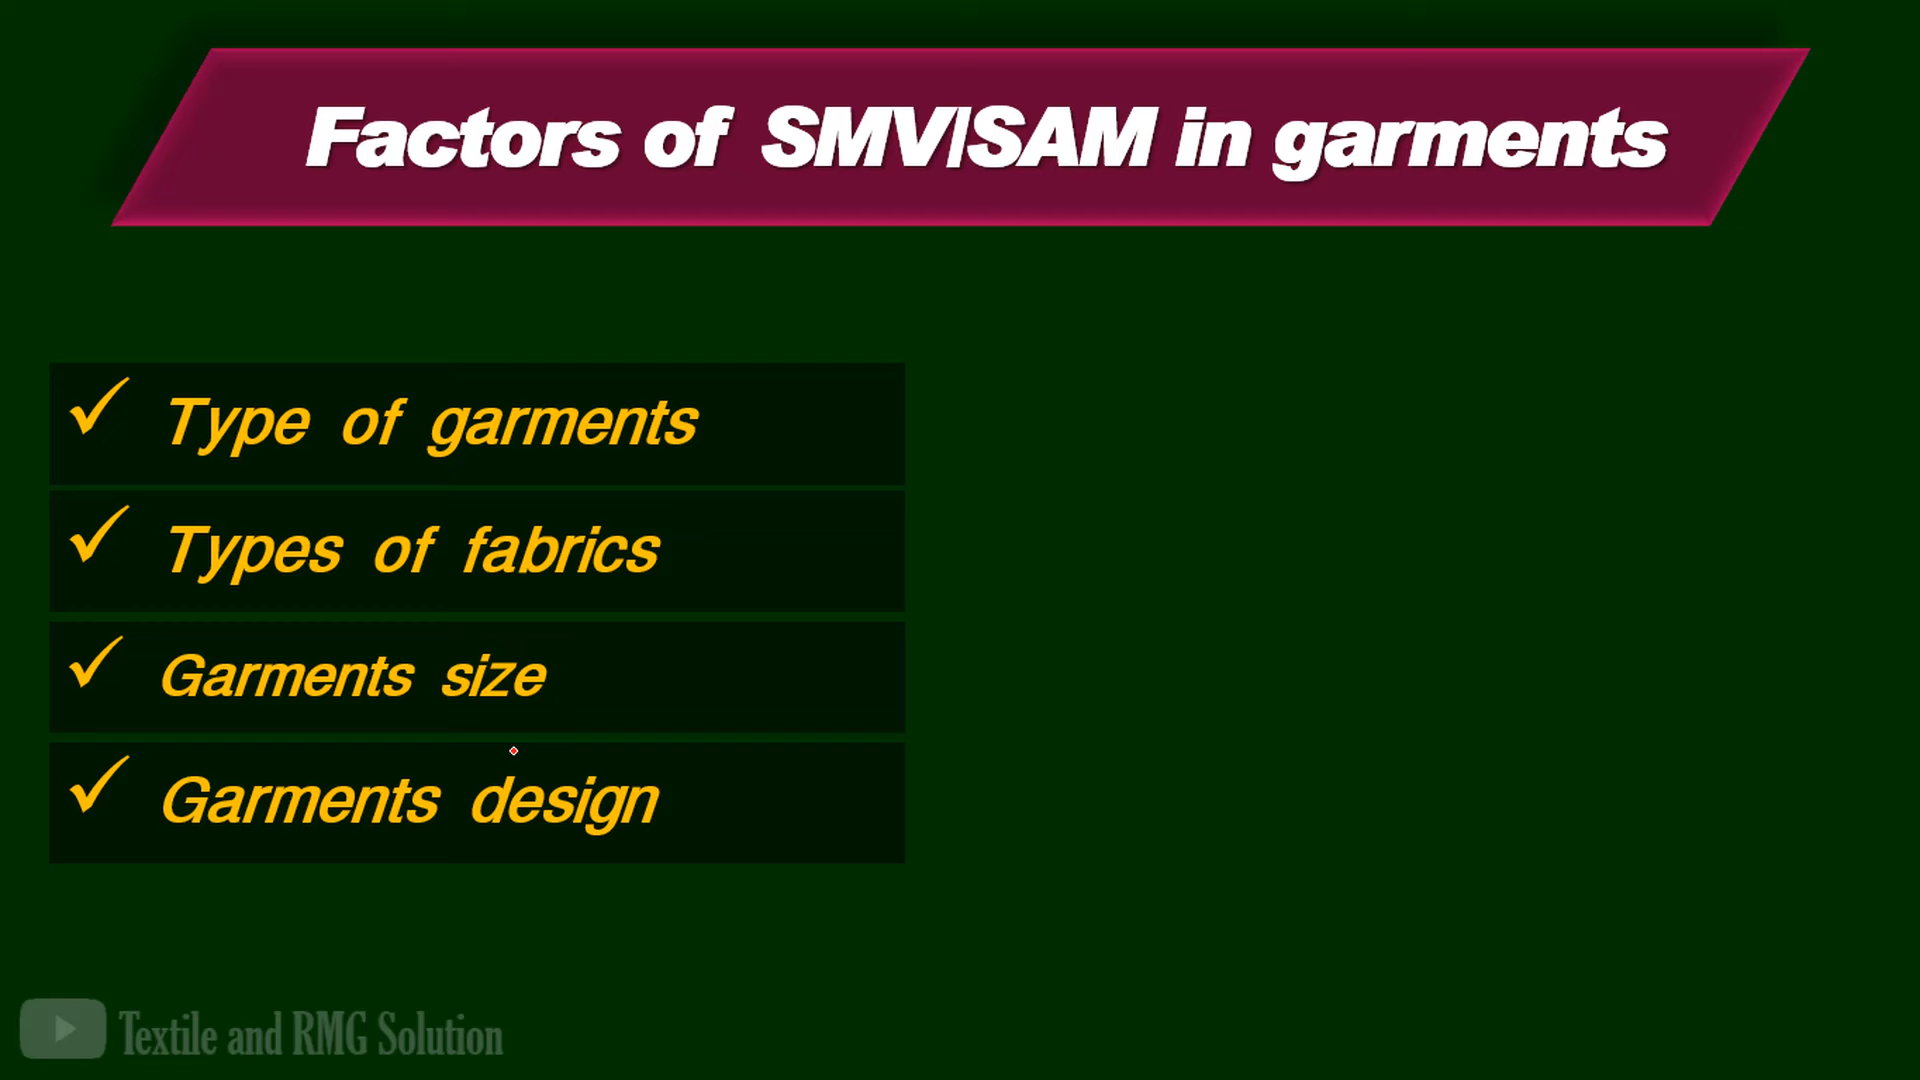 Factors of SMV/SAM in garments
Type of garments
Types of fabrics
Garments size
Garments design
Textile and RMG Solution